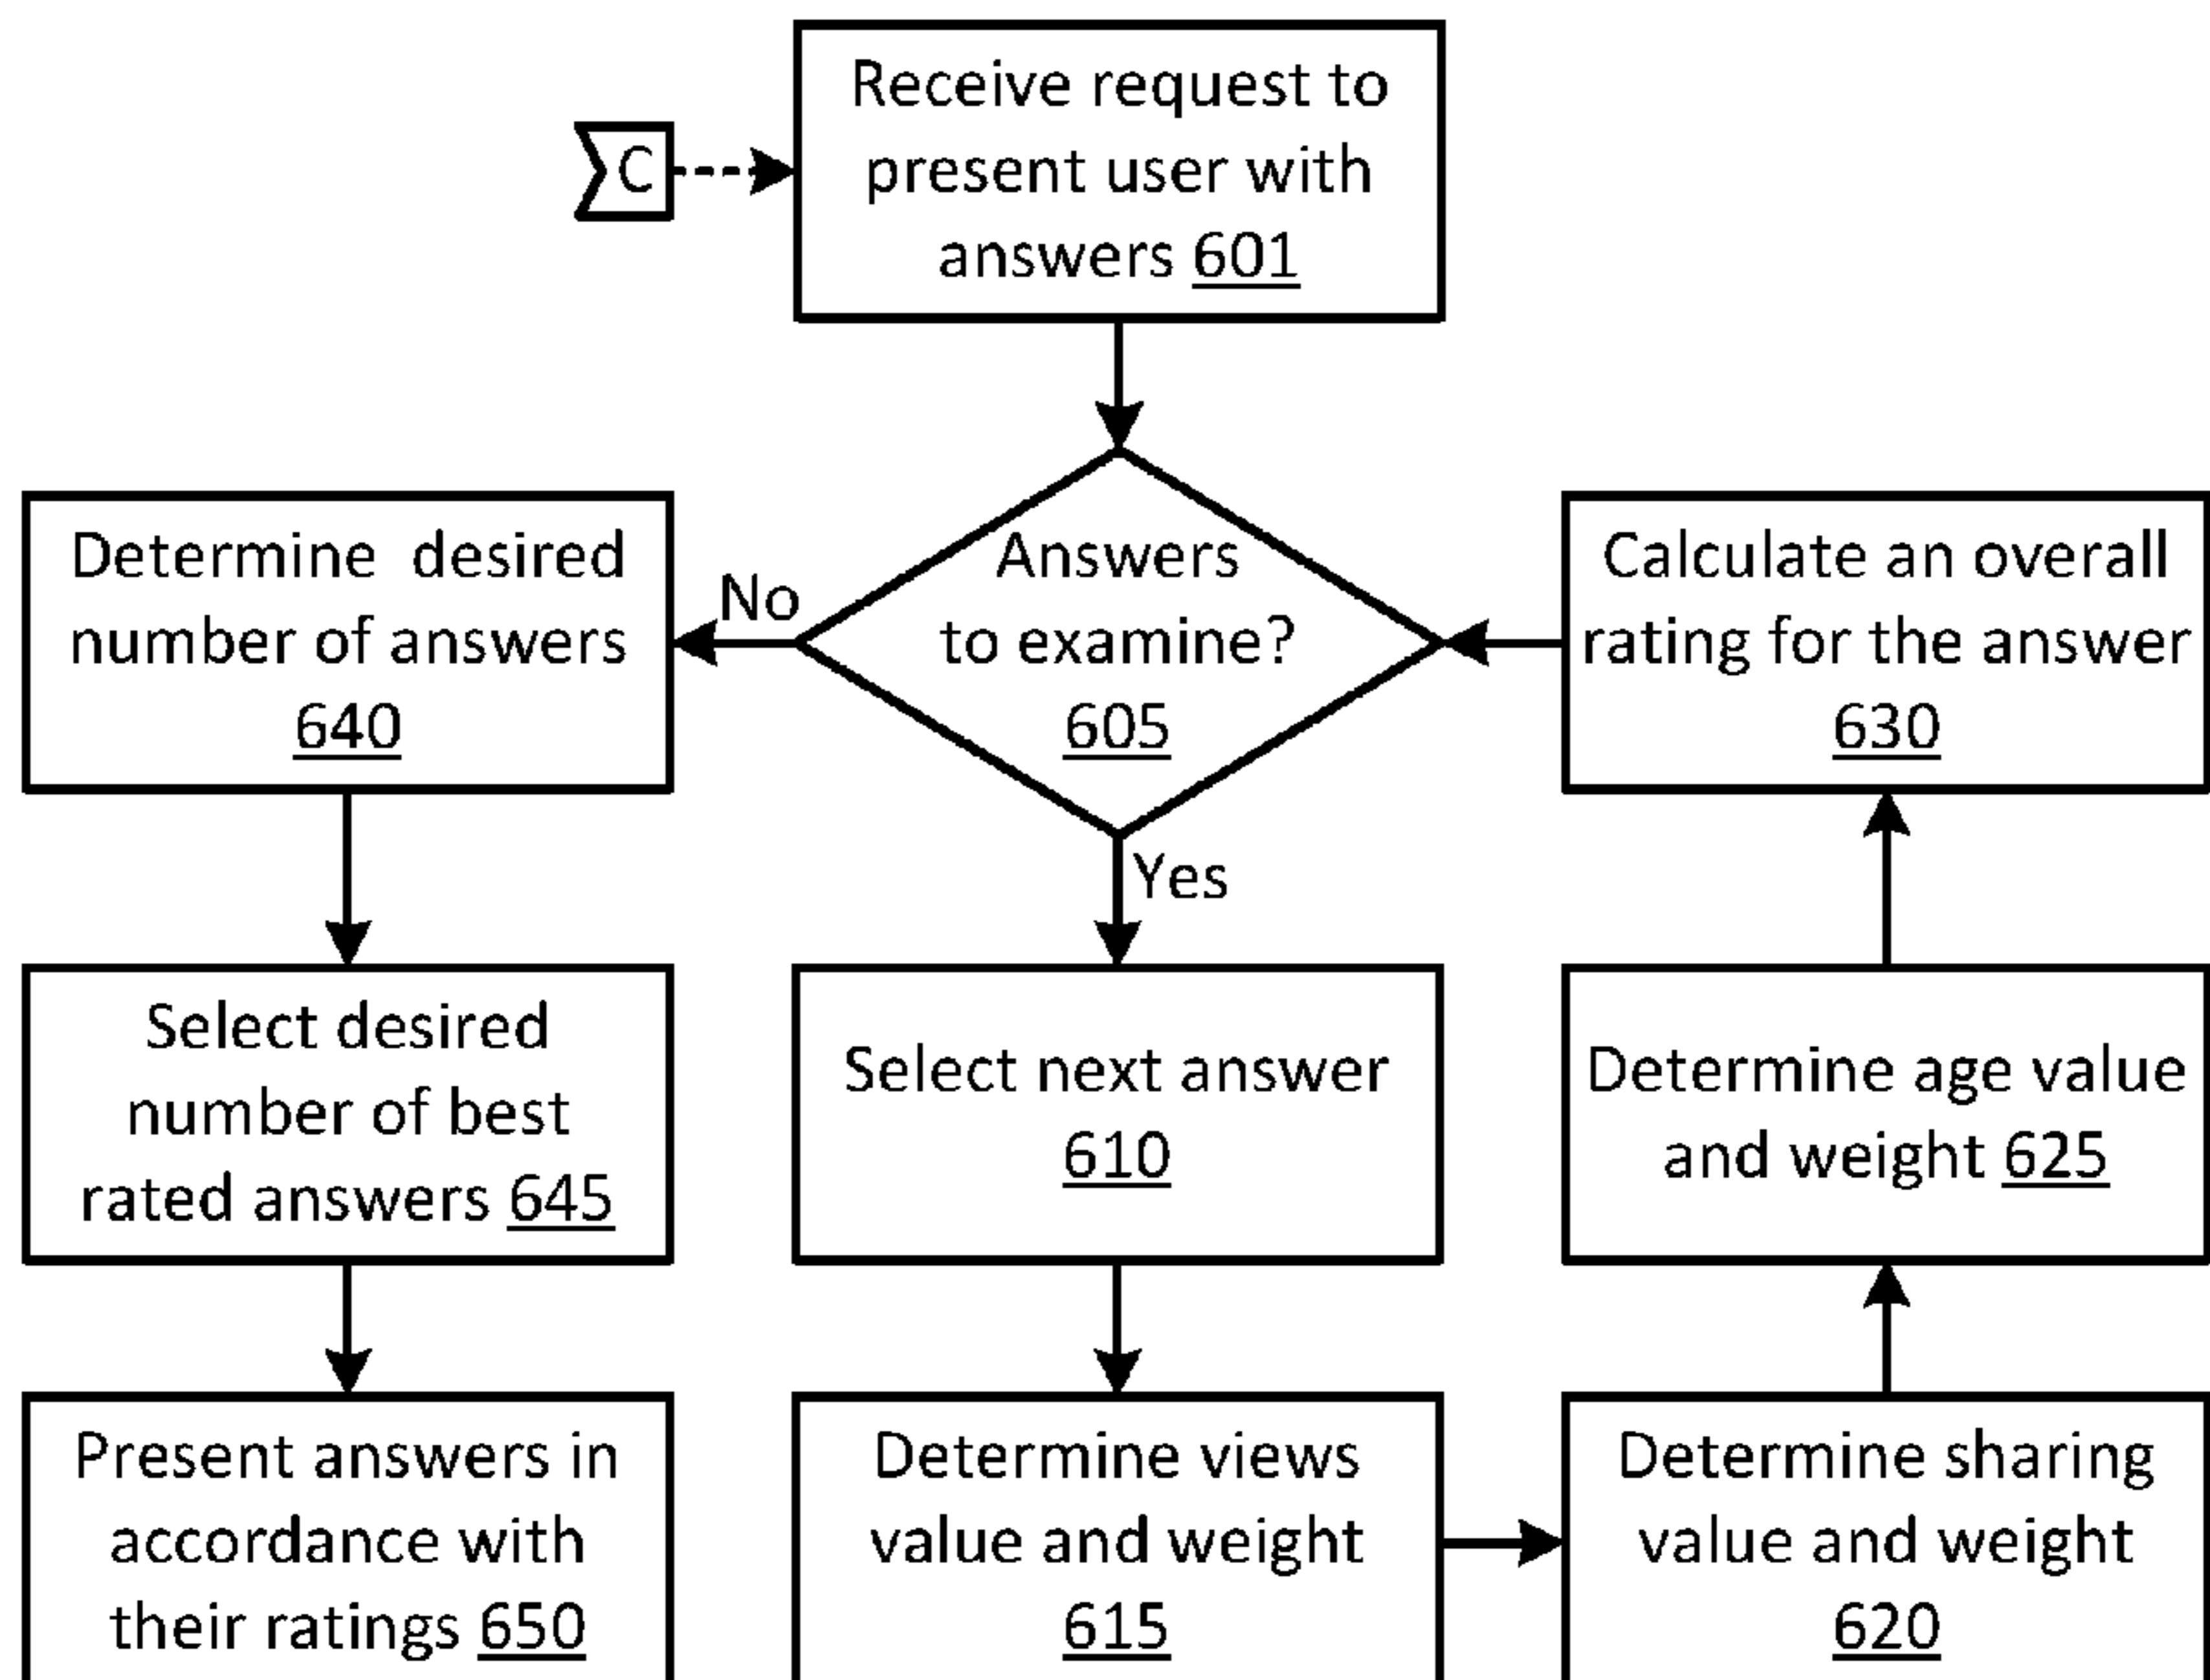 Receive request to
present user with
answers 601
C
Determine desired
number of answers
640
No
Answers
to examine?
605
Calculate an overall
rating for the answer
630
Yes
Select desired
number of best
rated answers 645
Select next answer
610
Determine age value
and weight 625
Present answers in
accordance with
their ratings 650
Determine views
value and weight
615
Determine sharing
value and weight
620